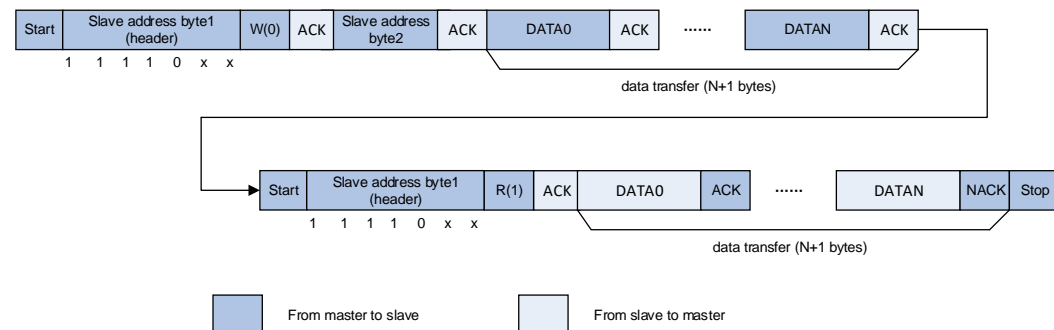 Start Slave address byte1 (header) W(0) ACK Slave address byte2 ACK DATA0 ACK ...... DATAN ACK
1 1 1 1 0 x x
data transfer (N+1 bytes)
Start Slave address byte1 (header) R(1) ACK DATA0 ACK ...... DATAN NACK Stop
1 1 1 1 0 x x
data transfer (N+1 bytes)
From master to slave From slave to master